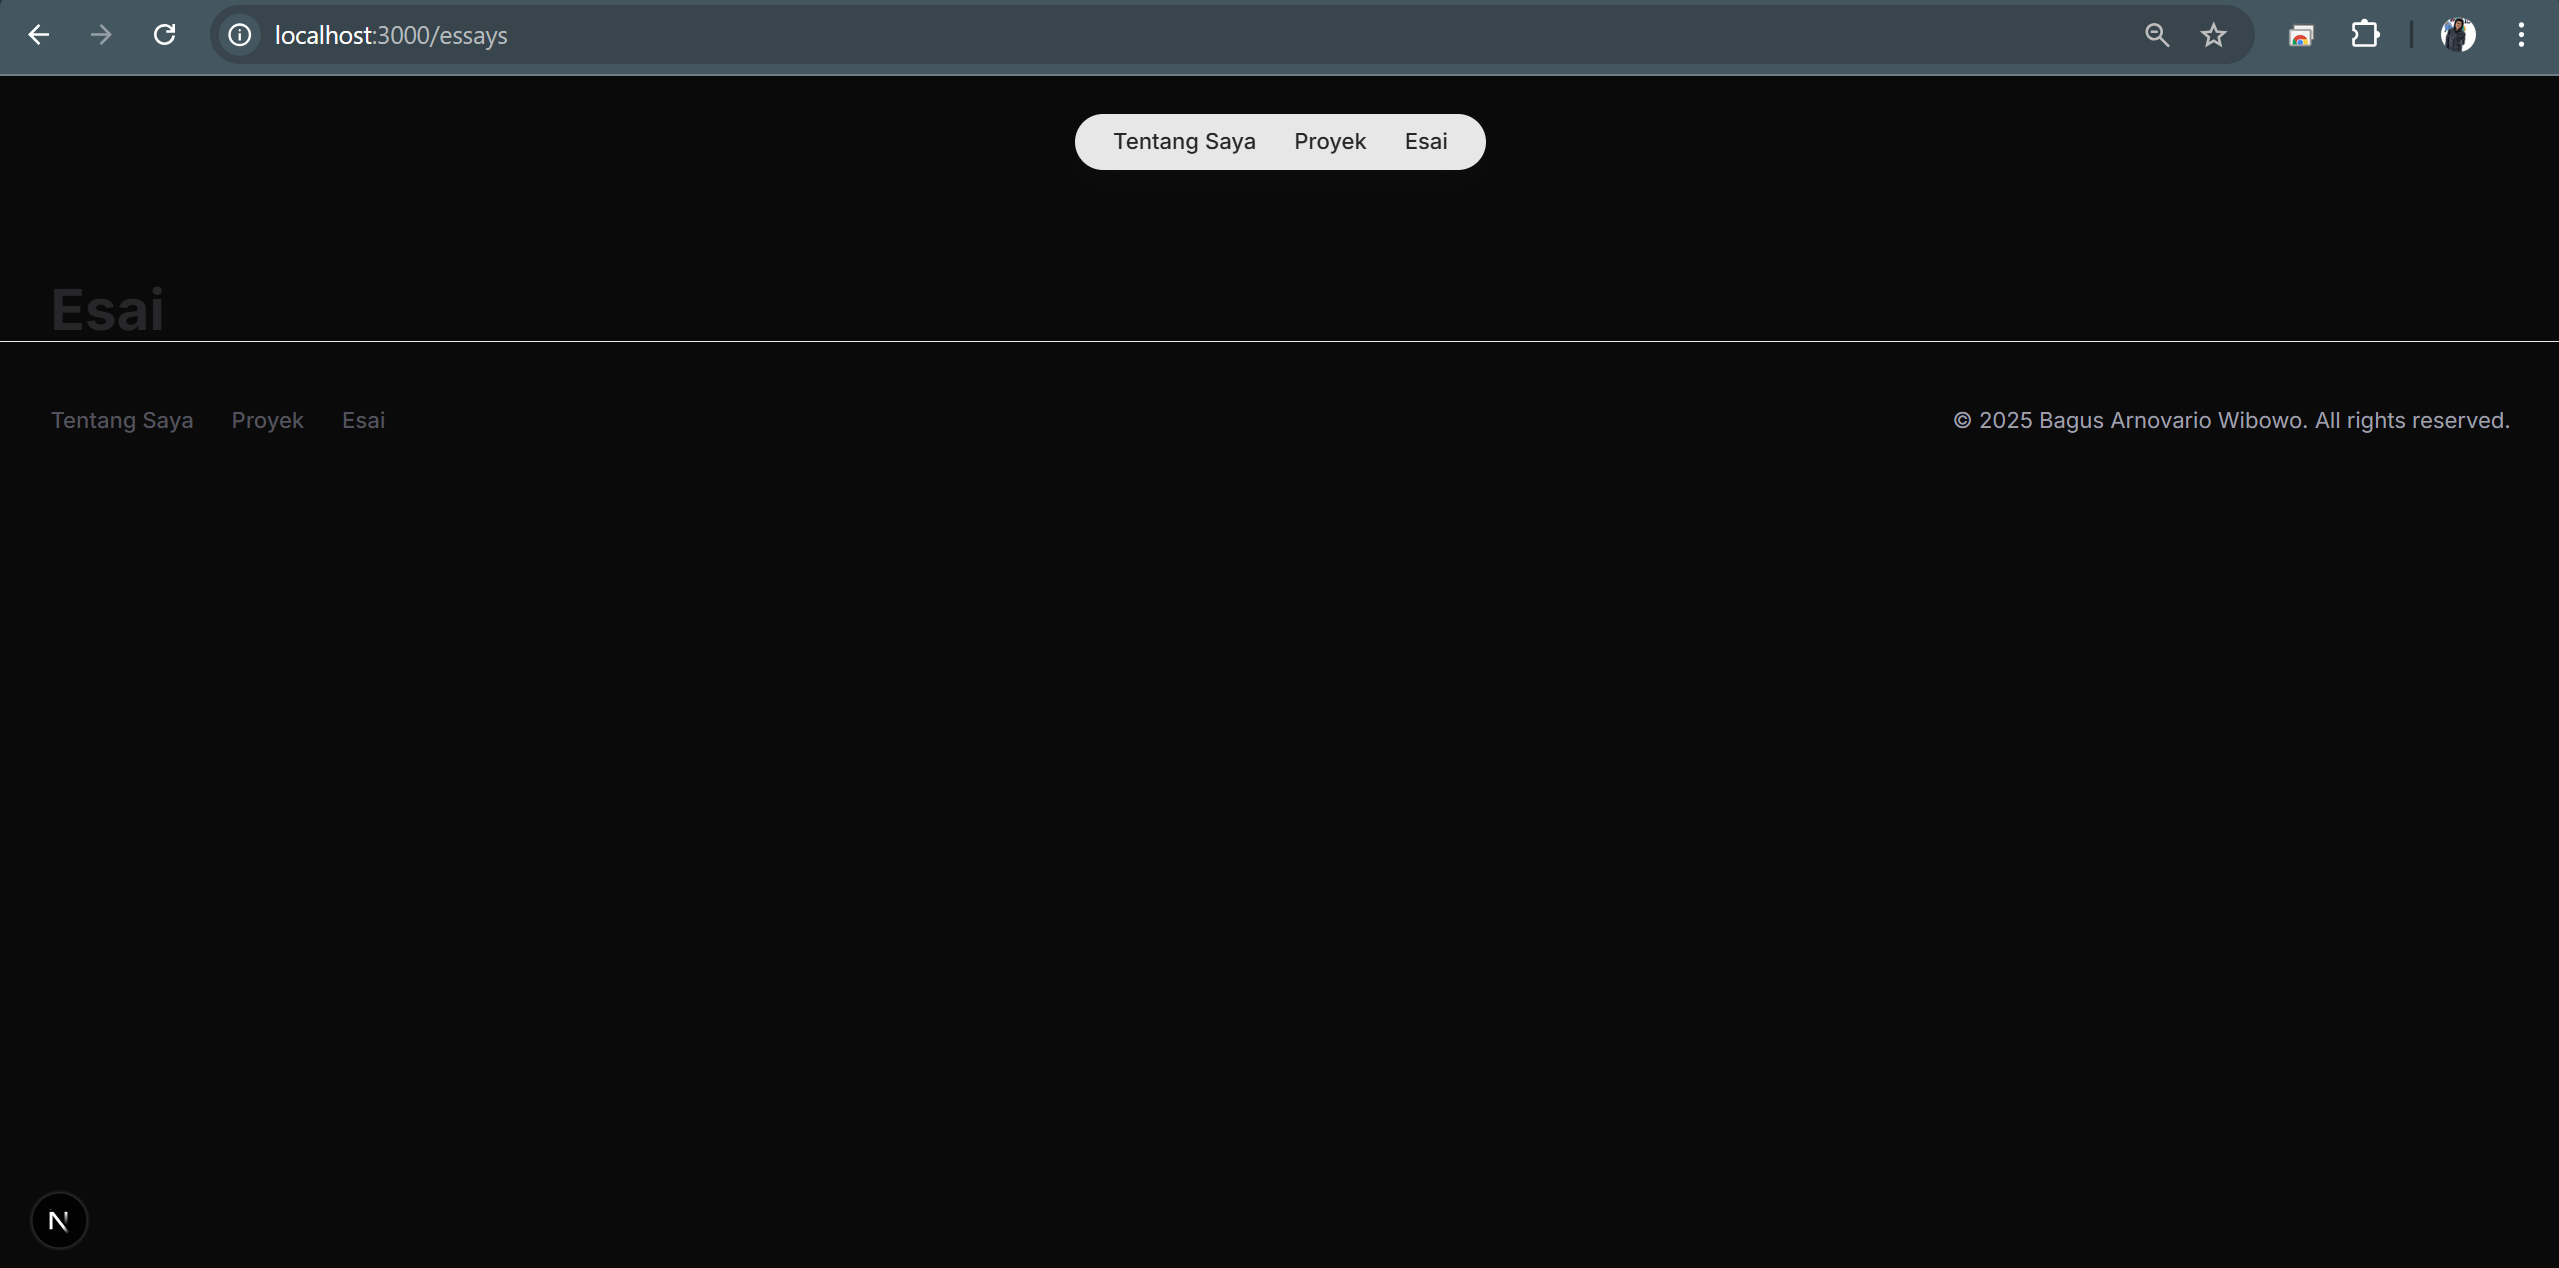 localhost:3000/essays
Tentang Saya Proyek Esai
Esai
Tentang Saya Proyek Esai © 2025 Bagus Arnovario Wibowo. All rights reserved.
N